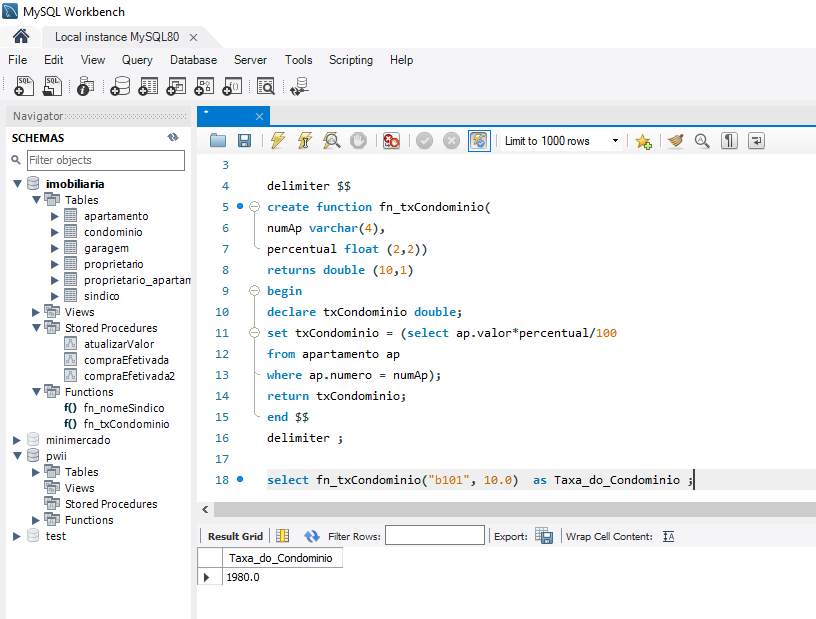 MySQL Workbench
Local instance MySQL80
File Edit View Query Database Server Tools Scripting Help
Navigator
SCHEMAS
Filter objects
imobiliaria
Tables
apartamento
condominio
garagem
proprietario
proprietario_apartam
sindico
Views
Stored Procedures
atualizarValor
compraEfetivada
compraEfetivada2
Functions
f() fn_nomeSindico
f() fn_txCondominio
minimercado
pwii
Tables
Views
Stored Procedures
Functions
test
Limit to 1000 rows
3
4 delimiter $$
5 create function fn_txCondominio(
6 numAp varchar(4),
7 percentual float (2,2))
8 returns double (10,1)
9 begin
10 declare txCondominio double;
11 set txCondominio = (select ap.valor*percentual/100
12 from apartamento ap
13 where ap.numero = numAp);
14 return txCondominio;
15 end $$
16 delimiter ;
17
18 select fn_txCondominio("b101", 10.0)  as Taxa_do_Condominio ;
Result Grid Filter Rows: Export: Wrap Cell Content:
Taxa_do_Condominio
1980.0